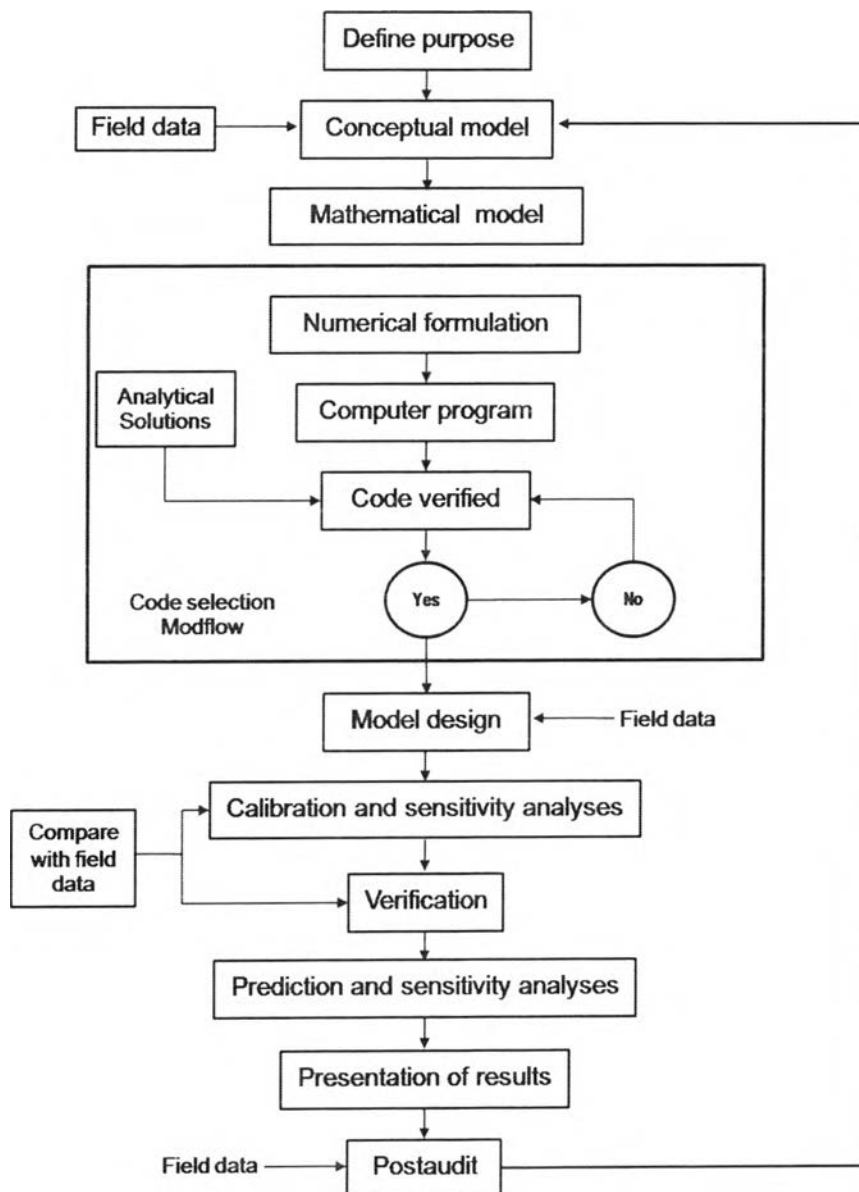 Define purpose
Field data
Conceptual model
Mathematical model
Numerical formulation
Analytical
Solutions
Computer program
Code verified
Yes
No
Code selection
Modflow
Model design
Field data
Calibration and sensitivity analyses
Compare
with field
data
Verification
Prediction and sensitivity analyses
Presentation of results
Field data
Postaudit